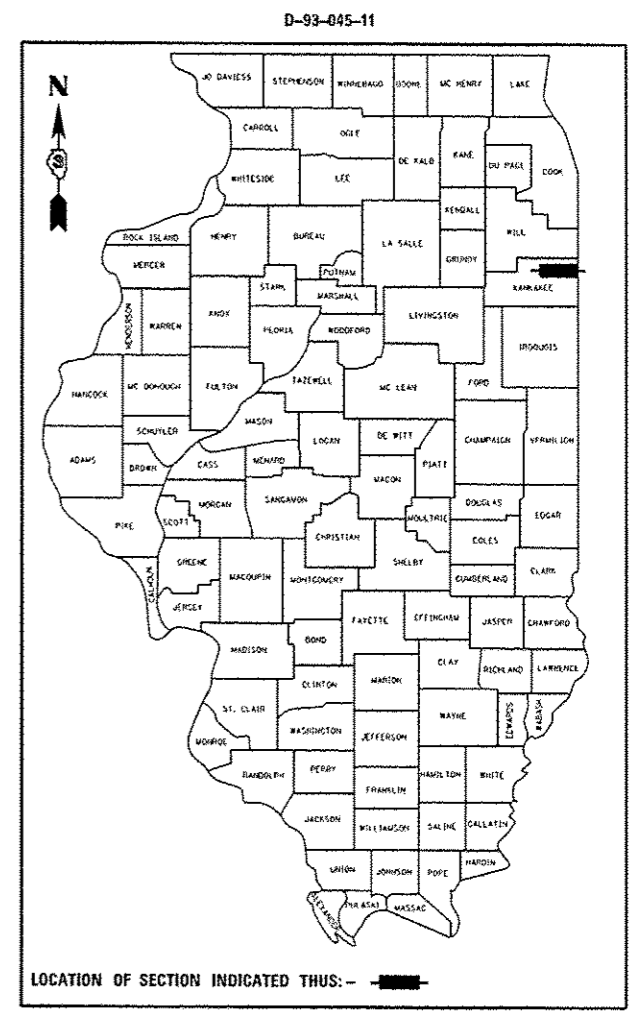 D-93-045-11
N
JO DAVIESS STEPHENSON WINNEBAGO BOONE MC HENRY LAKE
CARROLL OGLE DE KALB KANE DU PAGE COOK
WHITESIDE LEE KENDALL WILL
ROCK ISLAND HENRY BUREAU LA SALLE GRUNDY
MERCER PUTNAM KANKAKEE
STARK MARSHALL
HENDERSON WARREN KNOX PEORIA WOODFORD LIVINGSTON IROQUOIS
HANCOCK MC DONOUGH FULTON TAZEWELL MC LEAN FORD
MASON
SCHUYLER LOGAN DE WITT CHAMPAIGN VERMILION
ADAMS BROWN CASS MENARD MACON PIATT
MORGAN SANGAMON DOUGLAS
PIKE SCOTT CHRISTIAN MOULTRIE EDGAR
COLES
CALHOUN GREENE MACOUPIN MONTGOMERY SHELBY CUMBERLAND CLARK
JERSEY
FAYETTE EFFINGHAM JASPER CRAWFORD
MADISON BOND
CLAY RICHLAND LAWRENCE
CLINTON MARION
ST. CLAIR WAYNE EDWARDS WABASH
MONROE WASHINGTON JEFFERSON
RANDOLPH PERRY HAMILTON WHITE
FRANKLIN
JACKSON WILLIAMSON SALINE GALLATIN
UNION JOHNSON POPE HARDIN
ALEXANDER PULASKI MASSAC
LOCATION OF SECTION INDICATED THUS: -